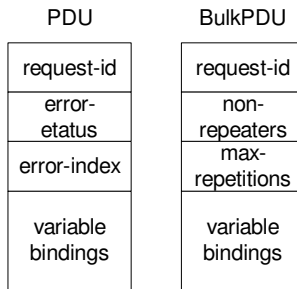 PDU
request-id
error-
etatus
error-index
variable
bindings
BulkPDU
request-id
non-
repeaters
max-
repetitions
variable
bindings